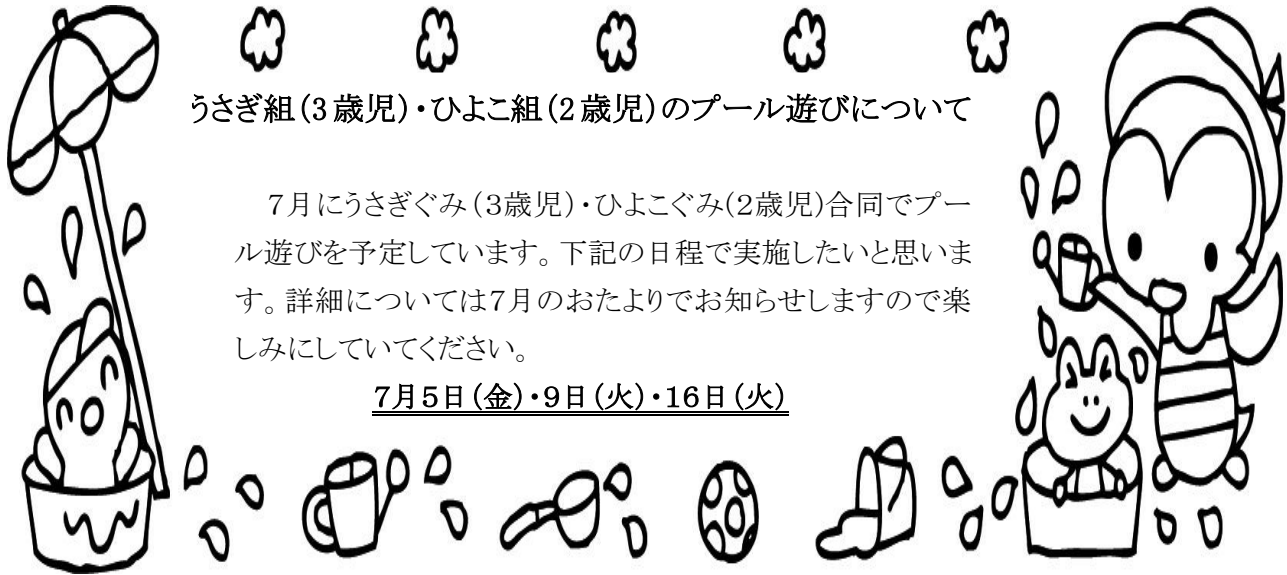 うさぎ組(3歳児)・ひよこ組(2歳児)のプール遊びについて
7月にうさぎぐみ(3歳児)・ひよこぐみ(2歳児)合同でプー
ル遊びを予定しています。下記の日程で実施したいと思いま
す。詳細については7月のおたよりでお知らせしますので楽
しみにしていてください。
7月5日(金)・9日(火)・16日(火)